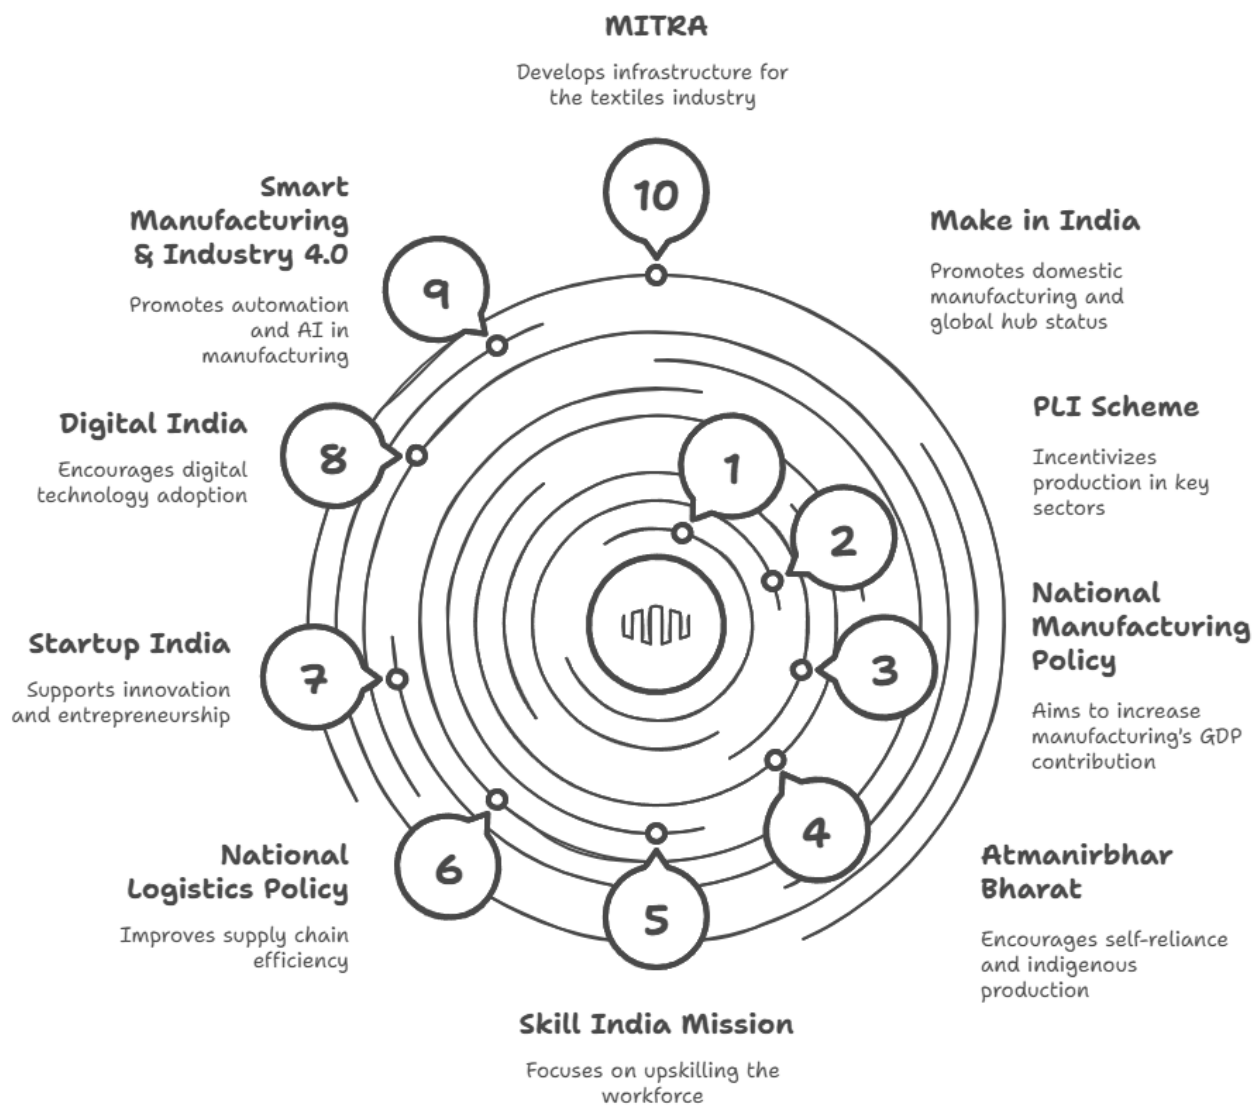 MITRA
Develops infrastructure for
the textiles industry
10
Smart
Manufacturing
& Industry 4.0
Promotes automation
and AI in
manufacturing
9
Make in India
Promotes domestic
manufacturing and
global hub status
1
Digital India
Encourages digital
technology adoption
8
PLI Scheme
Incentivizes
production in key
sectors
2
National
Manufacturing
Policy
Aims to increase
manufacturing's GDP
contribution
3
Startup India
Supports innovation
and entrepreneurship
7
National
Logistics Policy
Improves supply chain
efficiency
6
Atmanirbhar
Bharat
Encourages self-reliance
and indigenous
production
4
5
Skill India Mission
Focuses on upskilling the
workforce